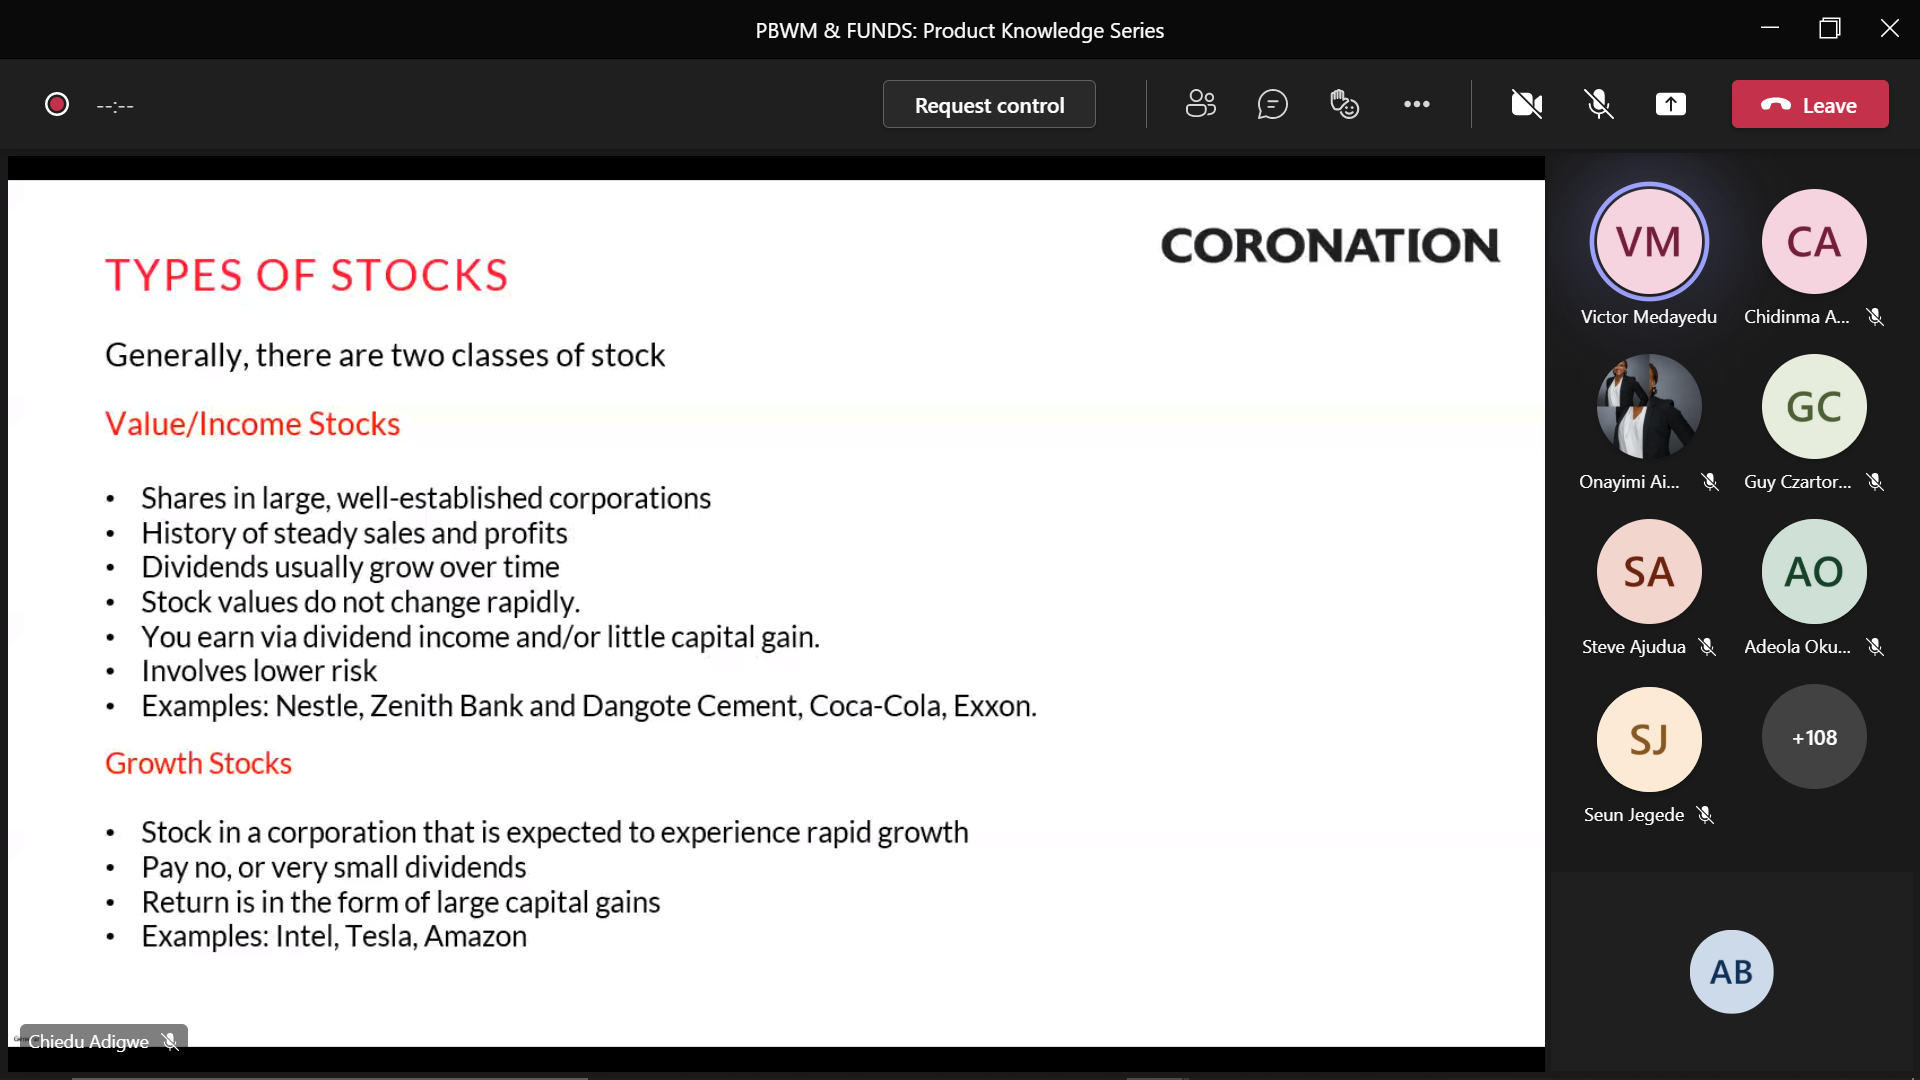 PBWM & FUNDS: Product Knowledge Series
--:--
Request control
Leave
CORONATION
TYPES OF STOCKS
Generally, there are two classes of stock
Value/Income Stocks
• Shares in large, well-established corporations
• History of steady sales and profits
• Dividends usually grow over time
• Stock values do not change rapidly.
• You earn via dividend income and/or little capital gain.
• Involves lower risk
• Examples: Nestle, Zenith Bank and Dangote Cement, Coca-Cola, Exxon.
Growth Stocks
• Stock in a corporation that is expected to experience rapid growth
• Pay no, or very small dividends
• Return is in the form of large capital gains
• Examples: Intel, Tesla, Amazon
Chiedu Adigwe
VM
Victor Medayedu
CA
Chidinma A...
Onayimi Ai...
GC
Guy Czartor...
SA
Steve Ajudua
AO
Adeola Oku...
SJ
Seun Jegede
+108
AB